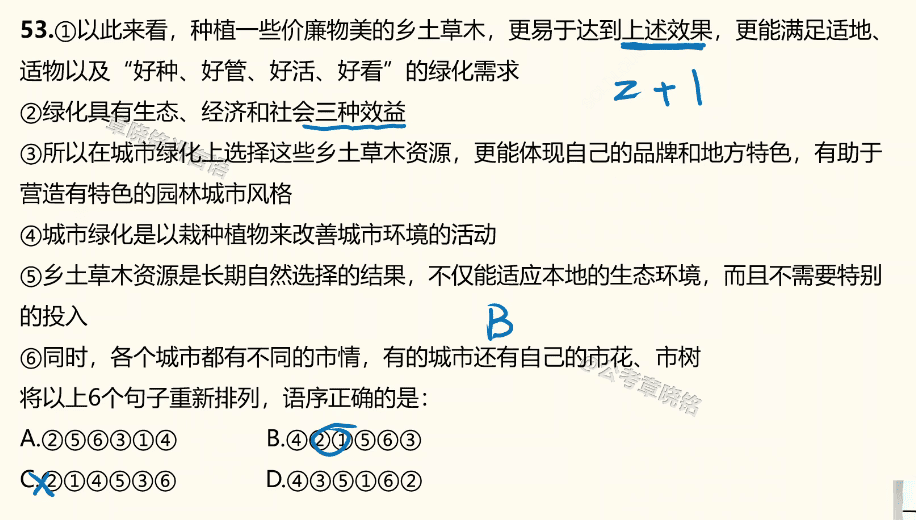 53.①以此来看，种植一些价廉物美的乡土草木，更易于达到上述效果，更能满足适地、
适物以及“好种、好管、好活、好看”的绿化需求
2+1
②绿化具有生态、经济和社会三种效益
③所以在城市绿化上选择这些乡土草木资源，更能体现自己的品牌和地方特色，有助于
营造有特色的园林城市风格
④城市绿化是以栽种植物来改善城市环境的活动
⑤乡土草木资源是长期自然选择的结果，不仅能适应本地的生态环境，而且不需要特别
的投入
B
⑥同时，各个城市都有不同的市情，有的城市还有自己的市花、市树
公考章晓铭
将以上6个句子重新排列，语序正确的是：
A.②⑤⑥③①④ B.④②①⑤⑥③
C.②①④⑤③⑥ D.④③⑤①⑥②